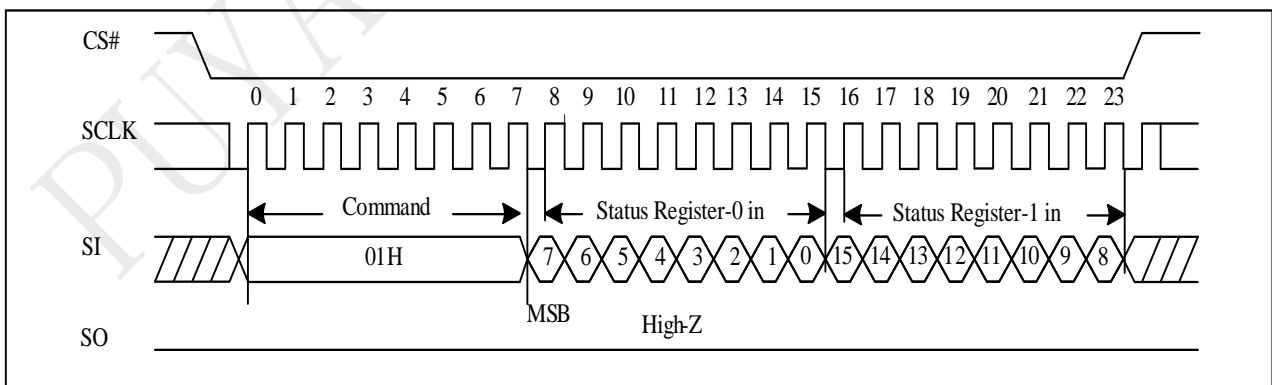 PUYA
CS#
0 1 2 3 4 5 6 7 8 9 10 11 12 13 14 15 16 17 18 19 20 21 22 23
SCLK
Command Status Register-0 in Status Register-1 in
SI
01H 7 6 5 4 3 2 1 0 15 14 13 12 11 10 9 8
MSB High-Z
SO